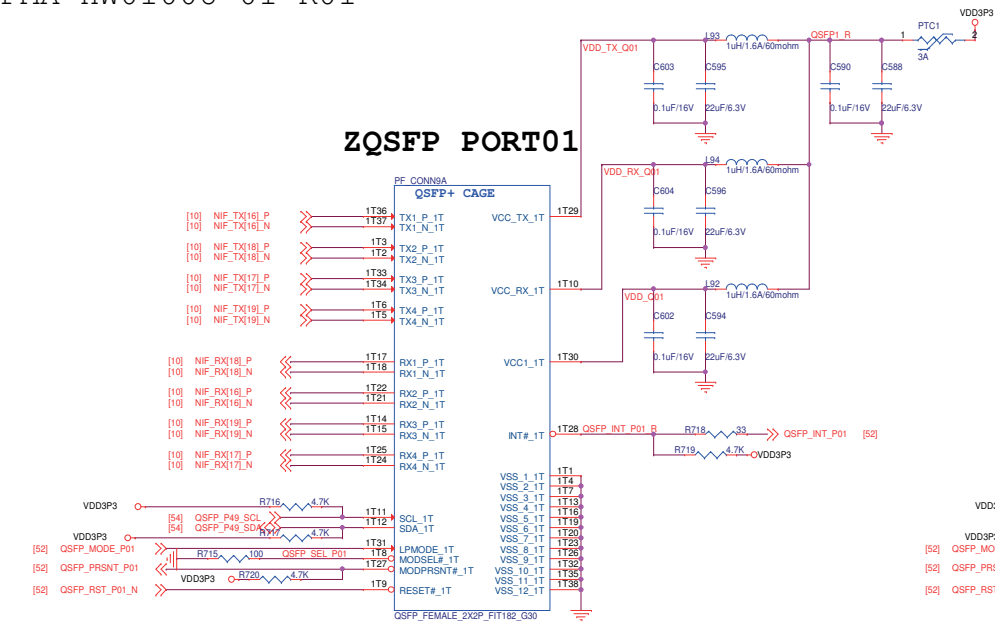 VDD3P3
PTC1
L93
QSFP1_R
1
2
VDD_TX_Q01
1uH/1.6A/60mohm
3A
C603
C595
C590
C588
0.1uF/16V
22uF/6.3V
0.1uF/16V
22uF/6.3V
ZQSFP PORT01
L94
VDD_RX_Q01
1uH/1.6A/60mohm
PF_CONN9A
QSFP+ CAGE
C604
C596
[10] NIF_TX[16]_P 1T36 TX1_P_1T VCC_TX_1T 1T29
[10] NIF_TX[16]_N 1T37 TX1_N_1T
0.1uF/16V
22uF/6.3V
[10] NIF_TX[18]_P 1T3 TX2_P_1T
[10] NIF_TX[18]_N 1T2 TX2_N_1T
[10] NIF_TX[17]_P 1T33 TX3_P_1T
[10] NIF_TX[17]_N 1T34 TX3_N_1T VCC_RX_1T 1T10
L92
VDD_Q01
1uH/1.6A/60mohm
[10] NIF_TX[19]_P 1T6 TX4_P_1T
[10] NIF_TX[19]_N 1T5 TX4_N_1T
C602
C594
0.1uF/16V
22uF/6.3V
[10] NIF_RX[18]_P 1T17 RX1_P_1T VCC1_1T 1T30
[10] NIF_RX[18]_N 1T18 RX1_N_1T
[10] NIF_RX[16]_P 1T22 RX2_P_1T
[10] NIF_RX[16]_N 1T21 RX2_N_1T
[10] NIF_RX[19]_P 1T14 RX3_P_1T
[10] NIF_RX[19]_N 1T15 RX3_N_1T INT#_1T 1T28 QSFP_INT_P01_R R718 33 QSFP_INT_P01 [52]
R719 4.7K VDD3P3
[10] NIF_RX[17]_P 1T25 RX4_P_1T
[10] NIF_RX[17]_N 1T24 RX4_N_1T
VSS_1_1T 1T1
VSS_2_1T 1T4
VSS_3_1T 1T7
VSS_4_1T 1T13
VSS_5_1T 1T16
VSS_6_1T 1T19
VSS_7_1T 1T20
VSS_8_1T 1T23
VSS_9_1T 1T26
VSS_10_1T 1T32
VSS_11_1T 1T35
VSS_12_1T 1T38
VDD3P3 R716 4.7K
[54] QSFP_P49_SCL 1T11 SCL_1T
[54] QSFP_P49_SDA 1T12 SDA_1T
VDD3P3 R717 4.7K
[52] QSFP_MODE_P01 1T31 LPMODE_1T
R715 100 QSFP_SEL_P01 1T8 MODSEL#_1T
[52] QSFP_PRSNT_P01 1T27 MODPRSNT#_1T
VDD3P3 R720 4.7K
[52] QSFP_RST_P01_N 1T9 RESET#_1T
QSFP_FEMALE_2X2P_FIT182_G30
[52] QSFP_MO
[52] QSFP_PRS
[52] QSFP_RST